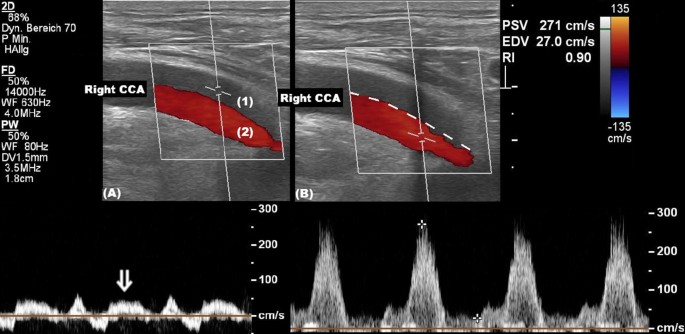 2D
68%
Dyn. Bereich 70
P Min.
HAllg
FD
50%
14000Hz
WF 630Hz
4.0MHz
PW
50%
WF 80Hz
DV1.5mm
3.5MHz
1.8cm
Right CCA
(1)
(2)
(A)
Right CCA
(B)
PSV 271 cm/s
EDV 27.0 cm/s
RI 0.90
135
-135
cm/s
300
200
100
cm/s
300
200
100
cm/s